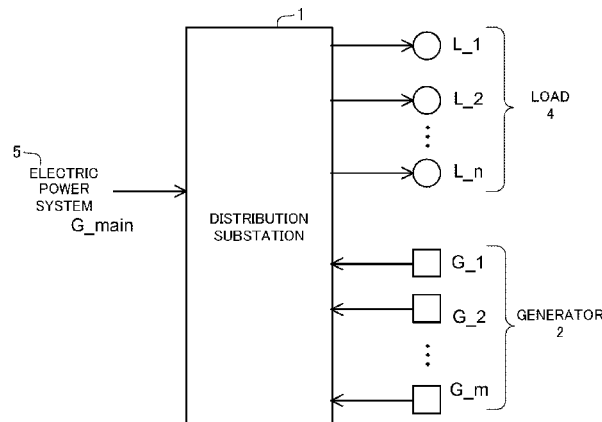 1
L_1
L_2
L_n
LOAD
4
5
ELECTRIC
POWER
SYSTEM
G_main
DISTRIBUTION
SUBSTATION
G_1
G_2
G_m
GENERATOR
2